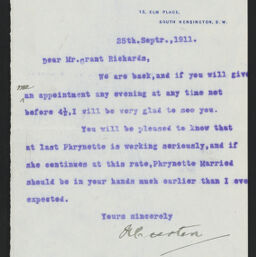 15, ELM PLACE,
SOUTH KENSINGTON, S.W.
25th.Septr.,1911.
Dear Mr.Grant Richards,
We are back,and if you will give
me
an appointment any evening at any time not
before 4½,I will be very glad to see you.
You will be pleased to know that
at last Phrynette is working seriously,and if
she continues at this rate,Phrynette Married
should be in your hands much earlier than I eve
expected.
Yours sincerely